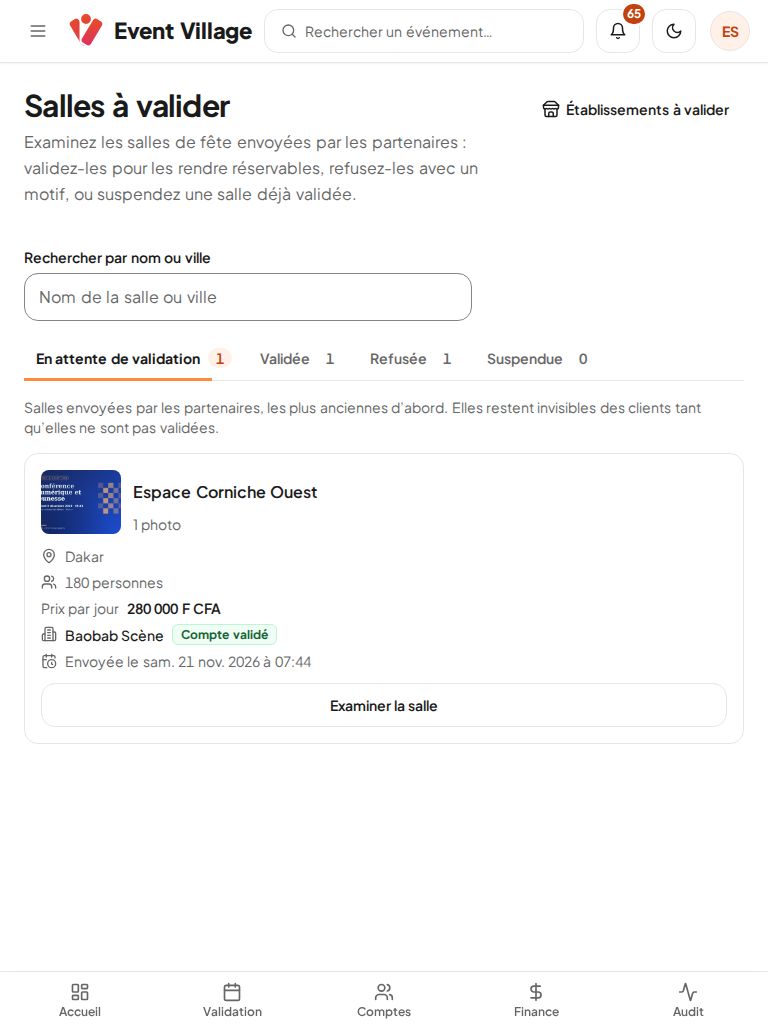 Event Village
Rechercher un événement…
65
ES
Salles à valider
Établissements à valider
Examinez les salles de fête envoyées par les partenaires :
validez-les pour les rendre réservables, refusez-les avec un
motif, ou suspendez une salle déjà validée.
Rechercher par nom ou ville
Nom de la salle ou ville
En attente de validation 1 Validée 1 Refusée 1 Suspendue 0
Salles envoyées par les partenaires, les plus anciennes d'abord. Elles restent invisibles des clients tant
qu'elles ne sont pas validées.
Espace Corniche Ouest
1 photo
Dakar
180 personnes
Prix par jour 280 000 F CFA
Baobab Scène Compte validé
Envoyée le sam. 21 nov. 2026 à 07:44
Examiner la salle
Accueil Validation Comptes Finance Audit